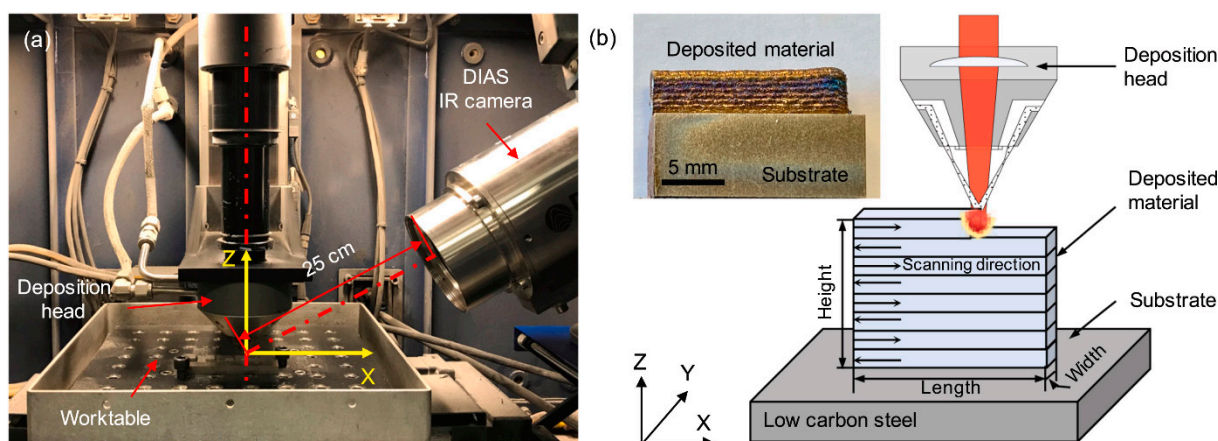 (a)
DIAS
IR camera
25 cm
Z
Deposition
head
X
Worktable
(b)
Deposited material
5 mm
Substrate
Deposition
head
Deposited
material
Scanning direction
Height
Substrate
Length
Width
Z
Y
X
Low carbon steel